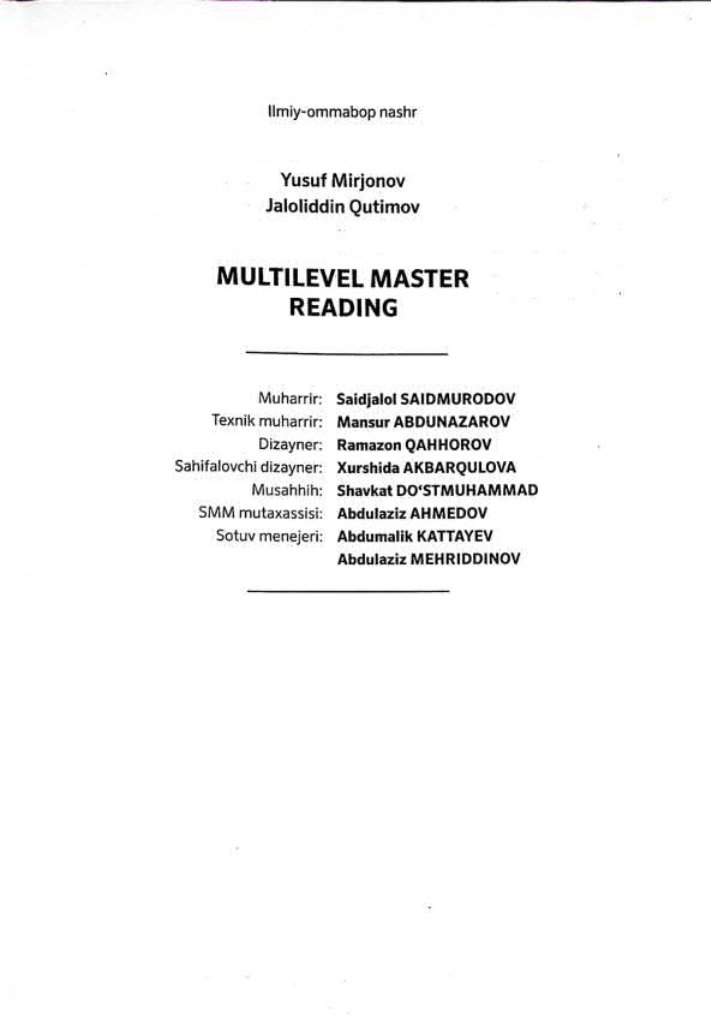 Ilmiy-ommabop nashr
Yusuf Mirjonov
Jaloliddin Qutimov
MULTILEVEL MASTER
READING
Muharrir: Saidjalol SAIDMURODOV
Texnik muharrir: Mansur ABDUNAZAROV
Dizayner: Ramazon QAHHOROV
Sahifalovchi dizayner: Xurshida AKBARQULOVA
Musahhih: Shavkat DO‘STMUHAMMAD
SMM mutaxassisi: Abdulaziz AHMEDOV
Sotuv menejeri: Abdumalik KATTAYEV
Abdulaziz MEHRIDDINOV